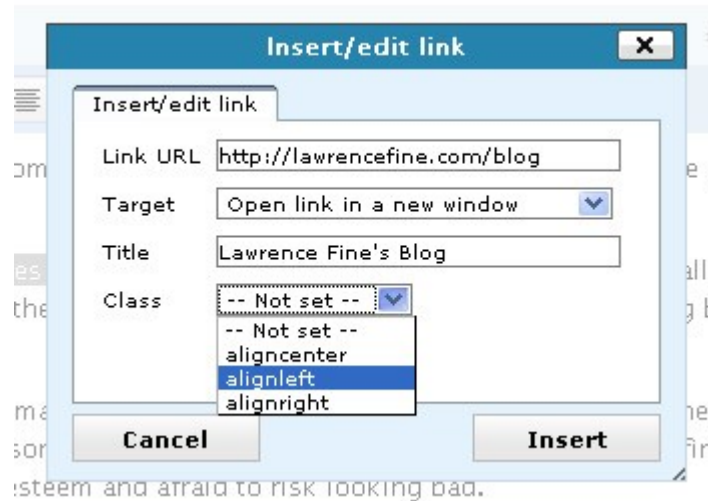 Insert/edit link
Insert/edit link
Link URL http://lawrencefine.com/blog
Target Open link in a new window
Title Lawrence Fine's Blog
Class -- Not set --
-- Not set --
aligncenter
alignleft
alignright
Cancel Insert
esteem and afraid to risk looking bad.